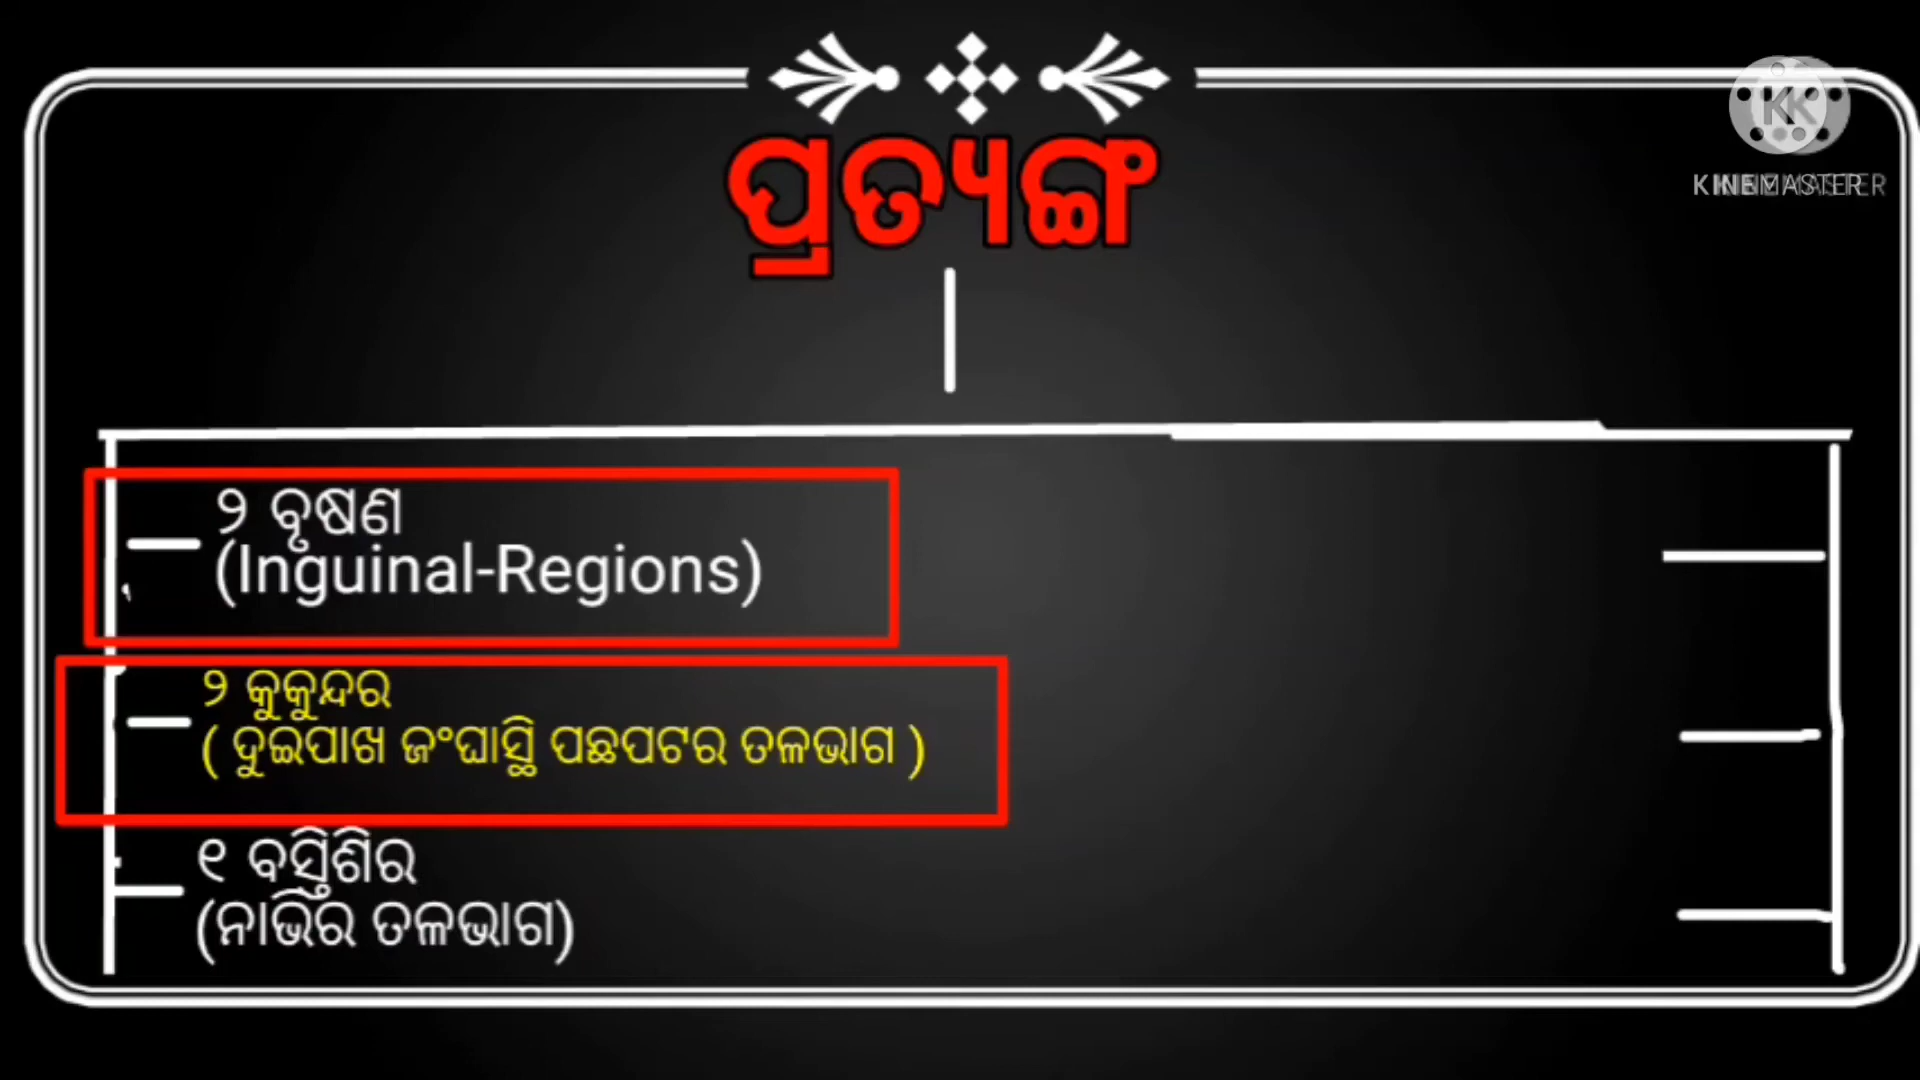 ପ୍ରତ୍ୟଙ୍ଗ
KINEMASTER
୨ ବୃଷଣ
(Inguinal-Regions)
୨ କୁକୁନ୍ଦର
( ଦୁଇପାଖ ଜଂଘାସ୍ଥି ପଛପଟର ତଳଭାଗ )
୧ ବସ୍ତିଶିର
(ନାଭିର ତଳଭାଗ)